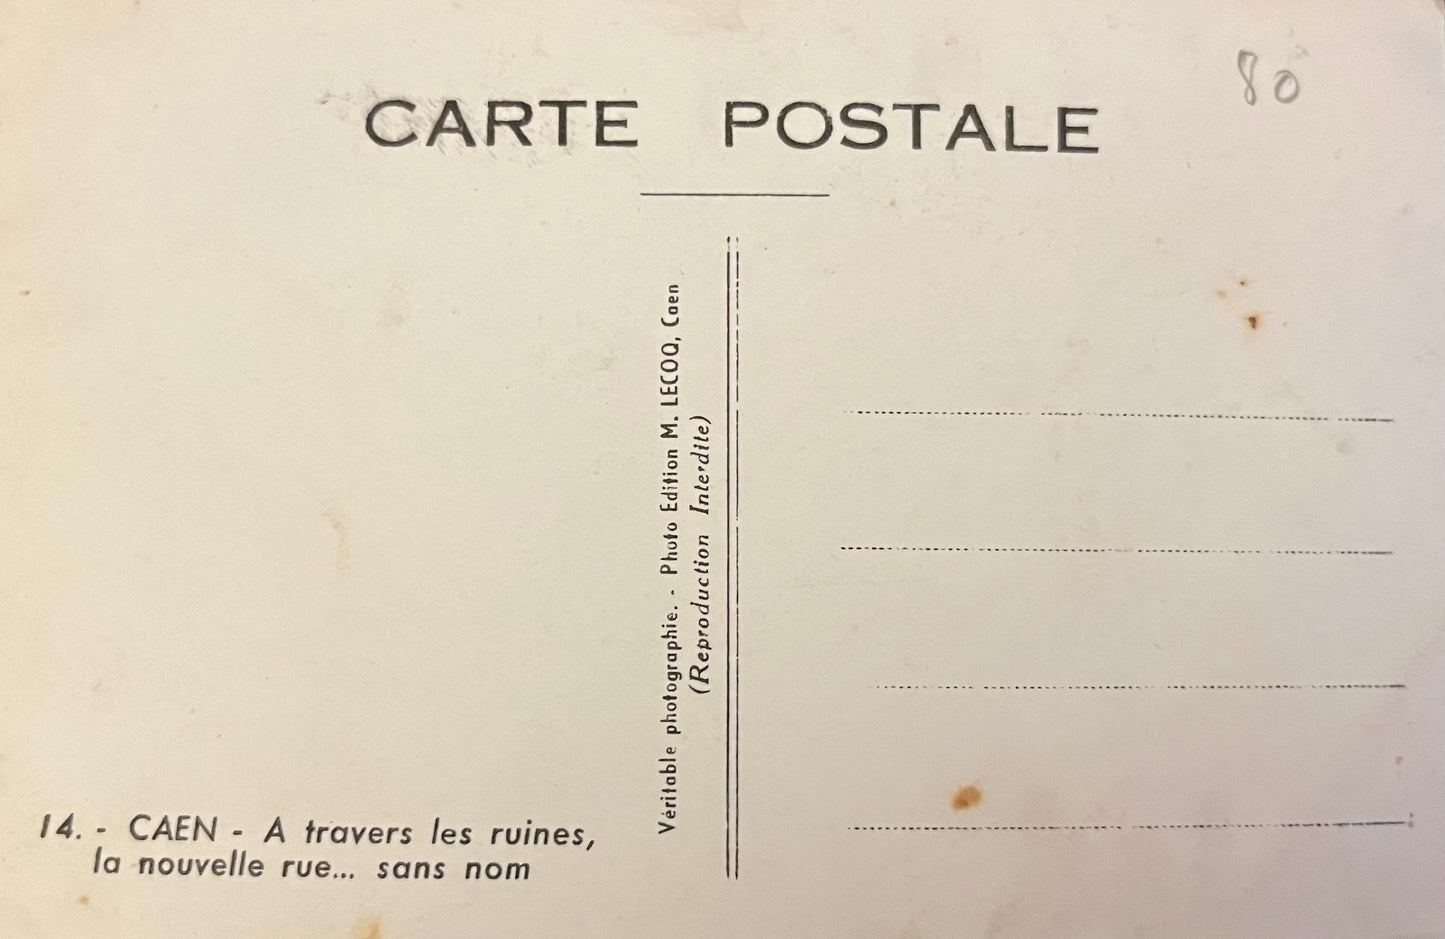 CARTE POSTALE
80
Véritable photographie. - Photo Edition M. LECOQ, Caen
(Reproduction Interdite)
14. - CAEN - A travers les ruines,
la nouvelle rue... sans nom